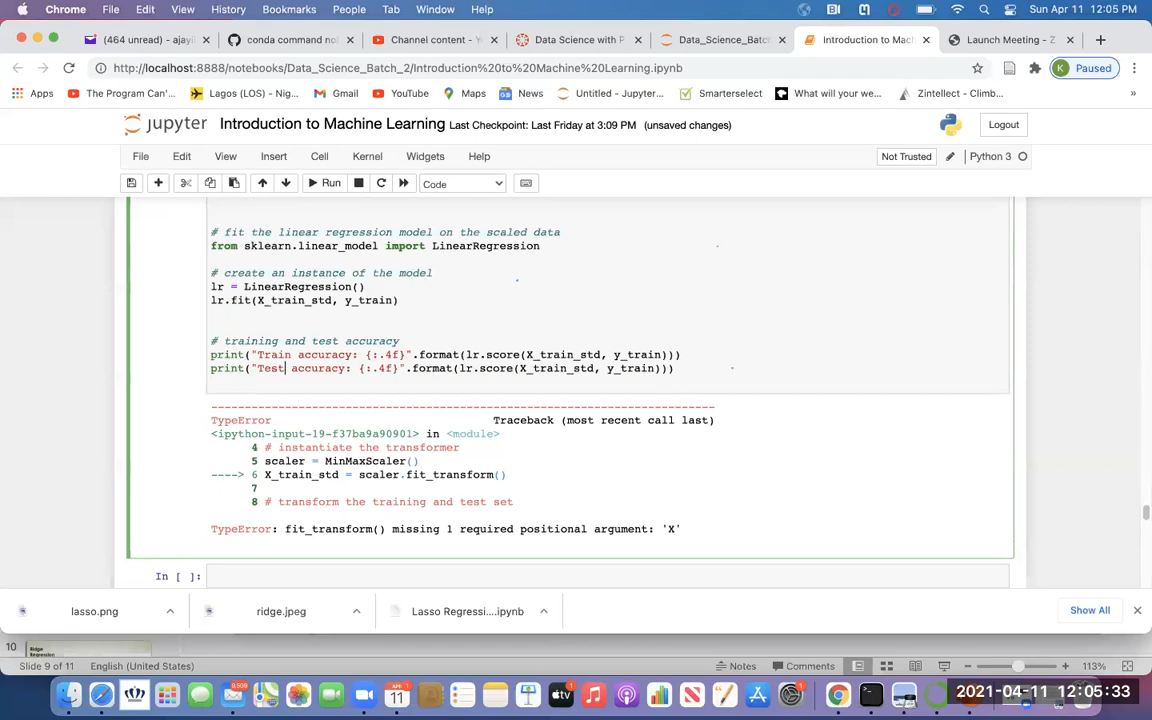 Chrome File Edit View History Bookmarks People Tab Window Help Sun Apr 11 12:05 PM
(464 unread) - ajayi conda command no Channel content - Y Data Science with P Data_Science_Batch_ Introduction to Mac Launch Meeting - Z
http://localhost:8888/notebooks/Data_Science_Batch_2/Introduction%20to%20Machine%20Learning.ipynb K Paused
Apps The Program Can'... Lagos (LOS) – Nig... Gmail YouTube Maps News Untitled - Jupyter... Smarterselect What will your we... Zintellect - Climb... »
jupyter Introduction to Machine Learning Last Checkpoint: Last Friday at 3:09 PM (unsaved changes) Logout
File Edit View Insert Cell Kernel Widgets Help Not Trusted Python 3
Run Code
# fit the linear regression model on the scaled data
from sklearn.linear_model import LinearRegression
# create an instance of the model
lr = LinearRegression()
lr.fit(X_train_std, y_train)
# training and test accuracy
print("Train accuracy: {:.4f}".format(lr.score(X_train_std, y_train)))
print("Test accuracy: {:.4f}".format(lr.score(X_train_std, y_train)))
---------------------------------------------------------------------------
TypeError Traceback (most recent call last)
<ipython-input-19-f37ba9a90901> in <module>
4 # instantiate the transformer
5 scaler = MinMaxScaler()
----> 6 X_train_std = scaler.fit_transform()
7
8 # transform the training and test set
TypeError: fit_transform() missing 1 required positional argument: 'X'
In [ ]:
lasso.png ridge.jpeg Lasso Regressi....ipynb Show All
10 Ridge Regression
Slide 9 of 11 English (United States) Notes Comments 113%
8,509 11 tv
2021-04-11 12:05:33